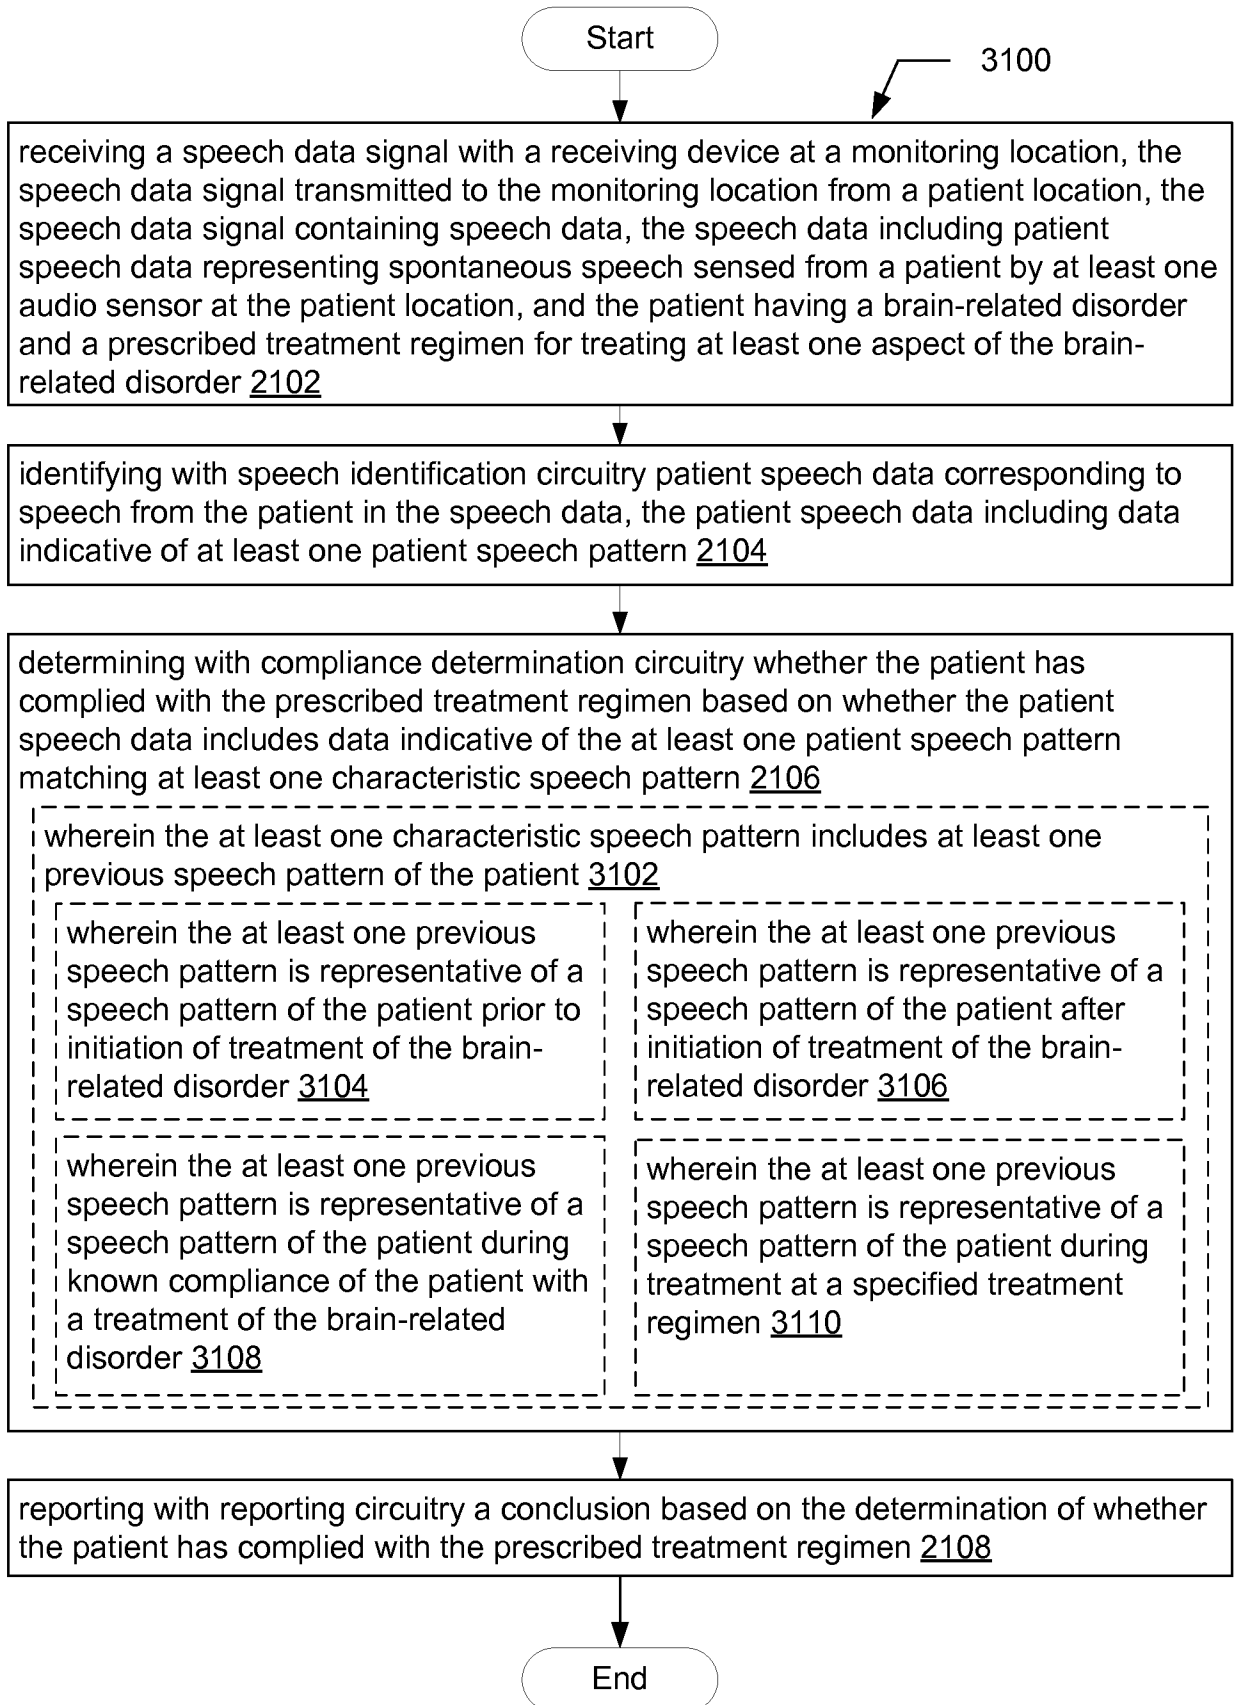 Start
3100
receiving a speech data signal with a receiving device at a monitoring location, the
speech data signal transmitted to the monitoring location from a patient location, the
speech data signal containing speech data, the speech data including patient
speech data representing spontaneous speech sensed from a patient by at least one
audio sensor at the patient location, and the patient having a brain-related disorder
and a prescribed treatment regimen for treating at least one aspect of the brain-
related disorder 2102
identifying with speech identification circuitry patient speech data corresponding to
speech from the patient in the speech data, the patient speech data including data
indicative of at least one patient speech pattern 2104
determining with compliance determination circuitry whether the patient has
complied with the prescribed treatment regimen based on whether the patient
speech data includes data indicative of the at least one patient speech pattern
matching at least one characteristic speech pattern 2106
wherein the at least one characteristic speech pattern includes at least one
previous speech pattern of the patient 3102
wherein the at least one previous
speech pattern is representative of a
speech pattern of the patient prior to
initiation of treatment of the brain-
related disorder 3104
wherein the at least one previous
speech pattern is representative of a
speech pattern of the patient after
initiation of treatment of the brain-
related disorder 3106
wherein the at least one previous
speech pattern is representative of a
speech pattern of the patient during
known compliance of the patient with
a treatment of the brain-related
disorder 3108
wherein the at least one previous
speech pattern is representative of a
speech pattern of the patient during
treatment at a specified treatment
regimen 3110
reporting with reporting circuitry a conclusion based on the determination of whether
the patient has complied with the prescribed treatment regimen 2108
End